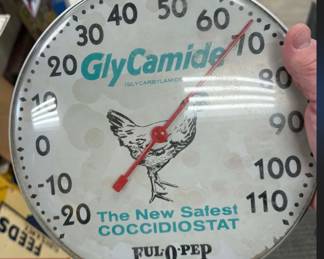 -20
-10
0
10
20
30
40
50
60
70
80
90
100
110
GlyCamide
(GLYCARBYLAMIDE)
The New Safest
COCCIDIOSTAT
FUL-O-PEP
FEEDS